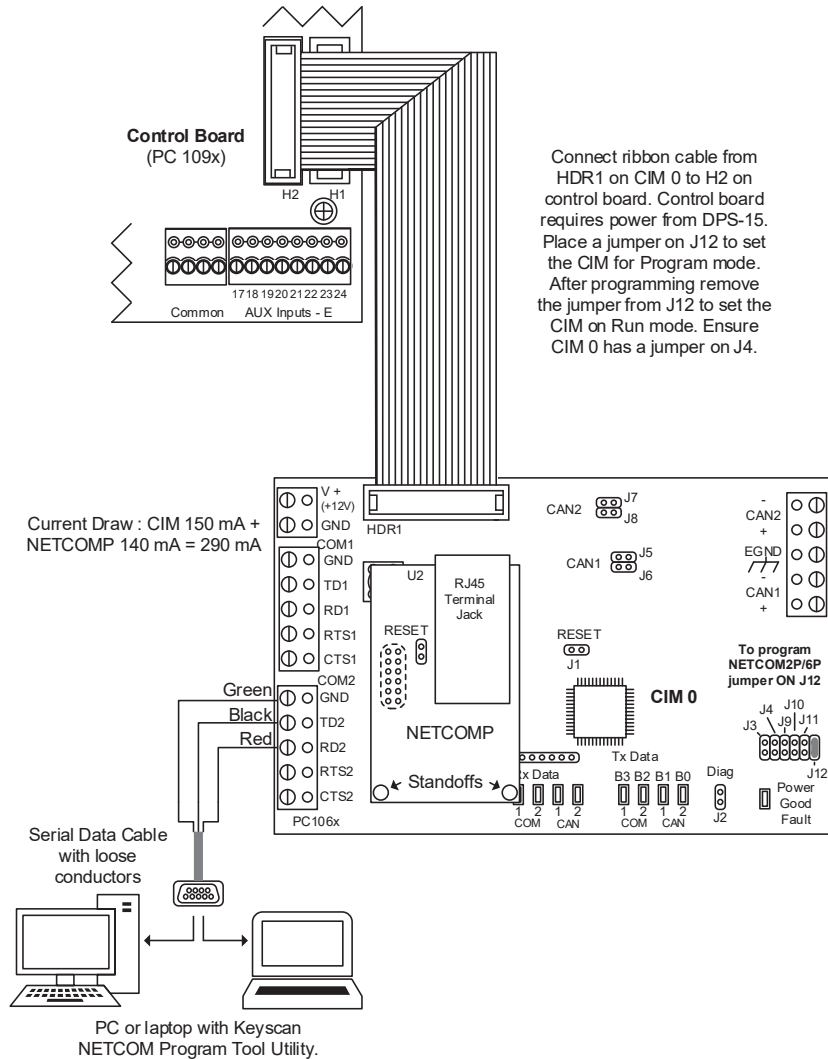 Control Board
(PC 109x)
H2
H1
17 18 19 20 21 22 23 24
Common
AUX Inputs - E
Connect ribbon cable from
HDR1 on CIM 0 to H2 on
control board. Control board
requires power from DPS-15.
Place a jumper on J12 to set
the CIM for Program mode.
After programming remove
the jumper from J12 to set the
CIM on Run mode. Ensure
CIM 0 has a jumper on J4.
Current Draw : CIM 150 mA +
NETCOMP 140 mA = 290 mA
V +
(+12V)
GND
COM1
GND
TD1
RD1
RTS1
CTS1
COM2
GND
TD2
RD2
RTS2
CTS2
PC106x
HDR1
U2
RJ45
Terminal
Jack
RESET
NETCOMP
Standoffs
CAN2
J7
J8
CAN1
J5
J6
RESET
J1
CIM 0
-
CAN2
+
EGND
-
CAN1
+
To program
NETCOM2P/6P
jumper ON J12
J3
J4
J9
J10
J11
J12
Tx Data
Rx Data
1 2 1 2
COM CAN
B3 B2 B1 B0
1 2 1 2
COM CAN
Diag
J2
Power
Good
Fault
Green
Black
Red
Serial Data Cable
with loose
conductors
PC or laptop with Keyscan
NETCOM Program Tool Utility.